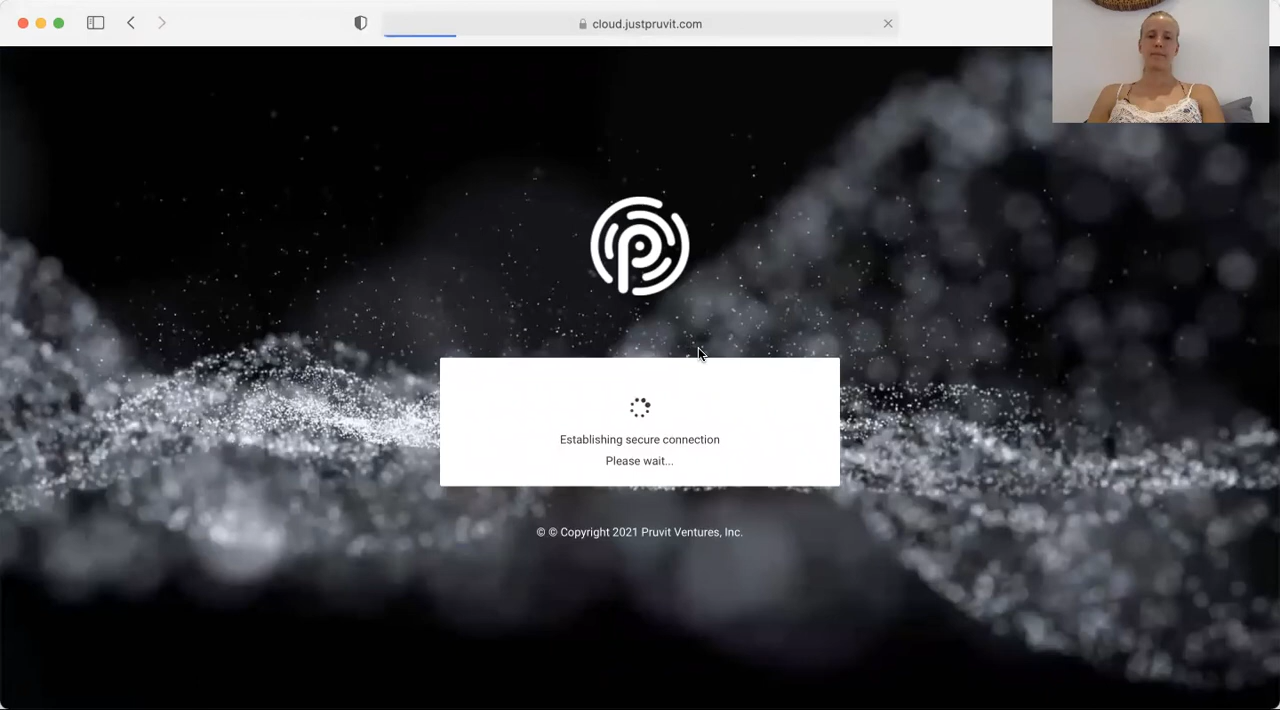 cloud.justpruvit.com
Establishing secure connection
Please wait...
© © Copyright 2021 Pruvit Ventures, Inc.